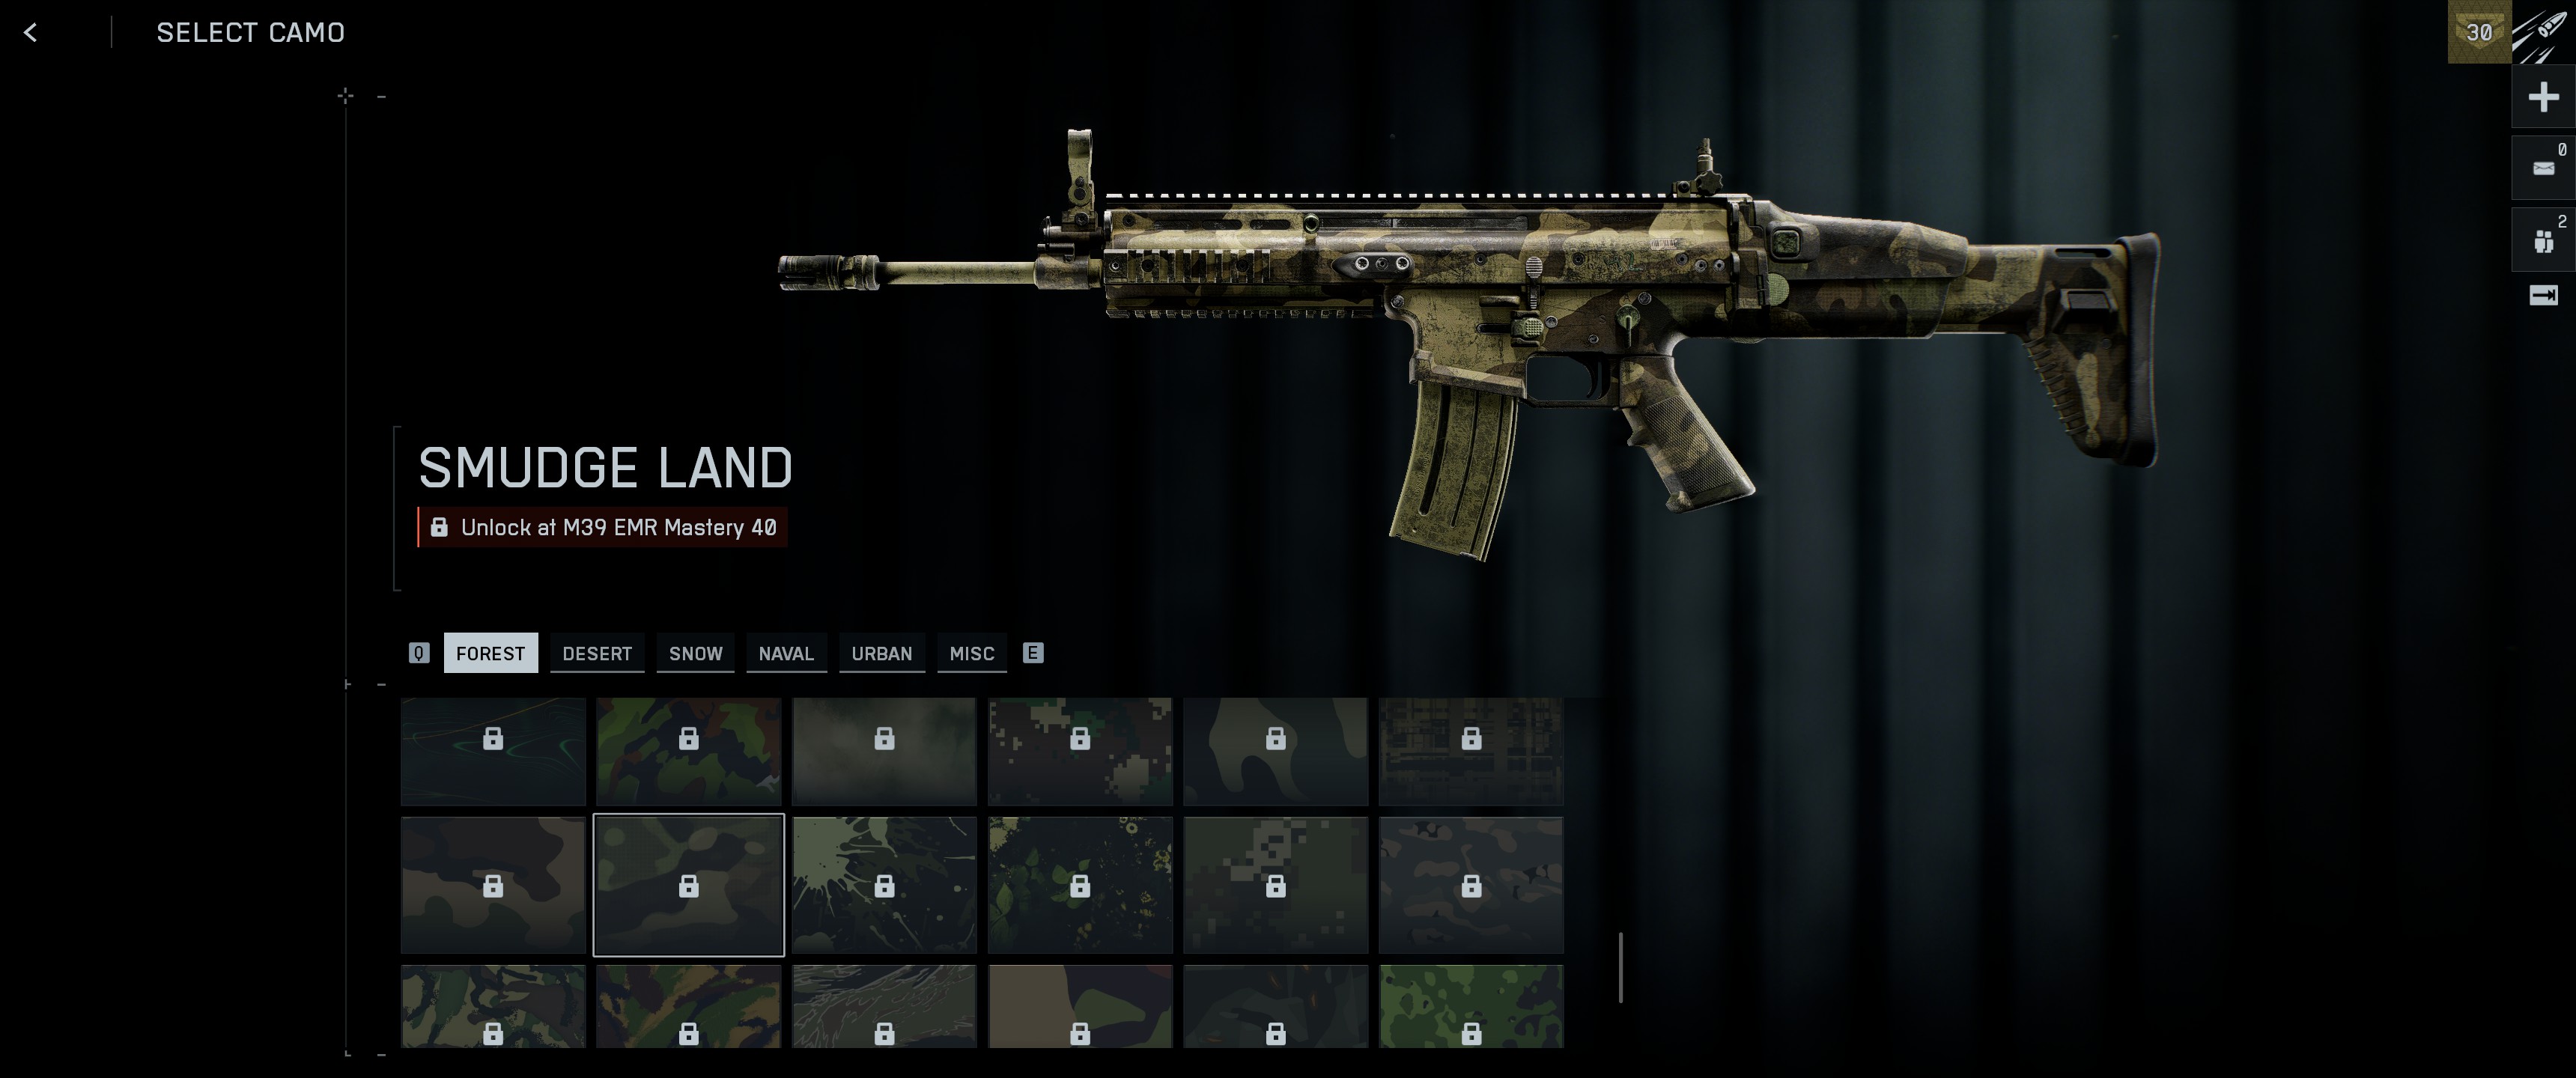 SELECT CAMO
30
0
2
SMUDGE LAND
Unlock at M39 EMR Mastery 40
Q FOREST DESERT SNOW NAVAL URBAN MISC E